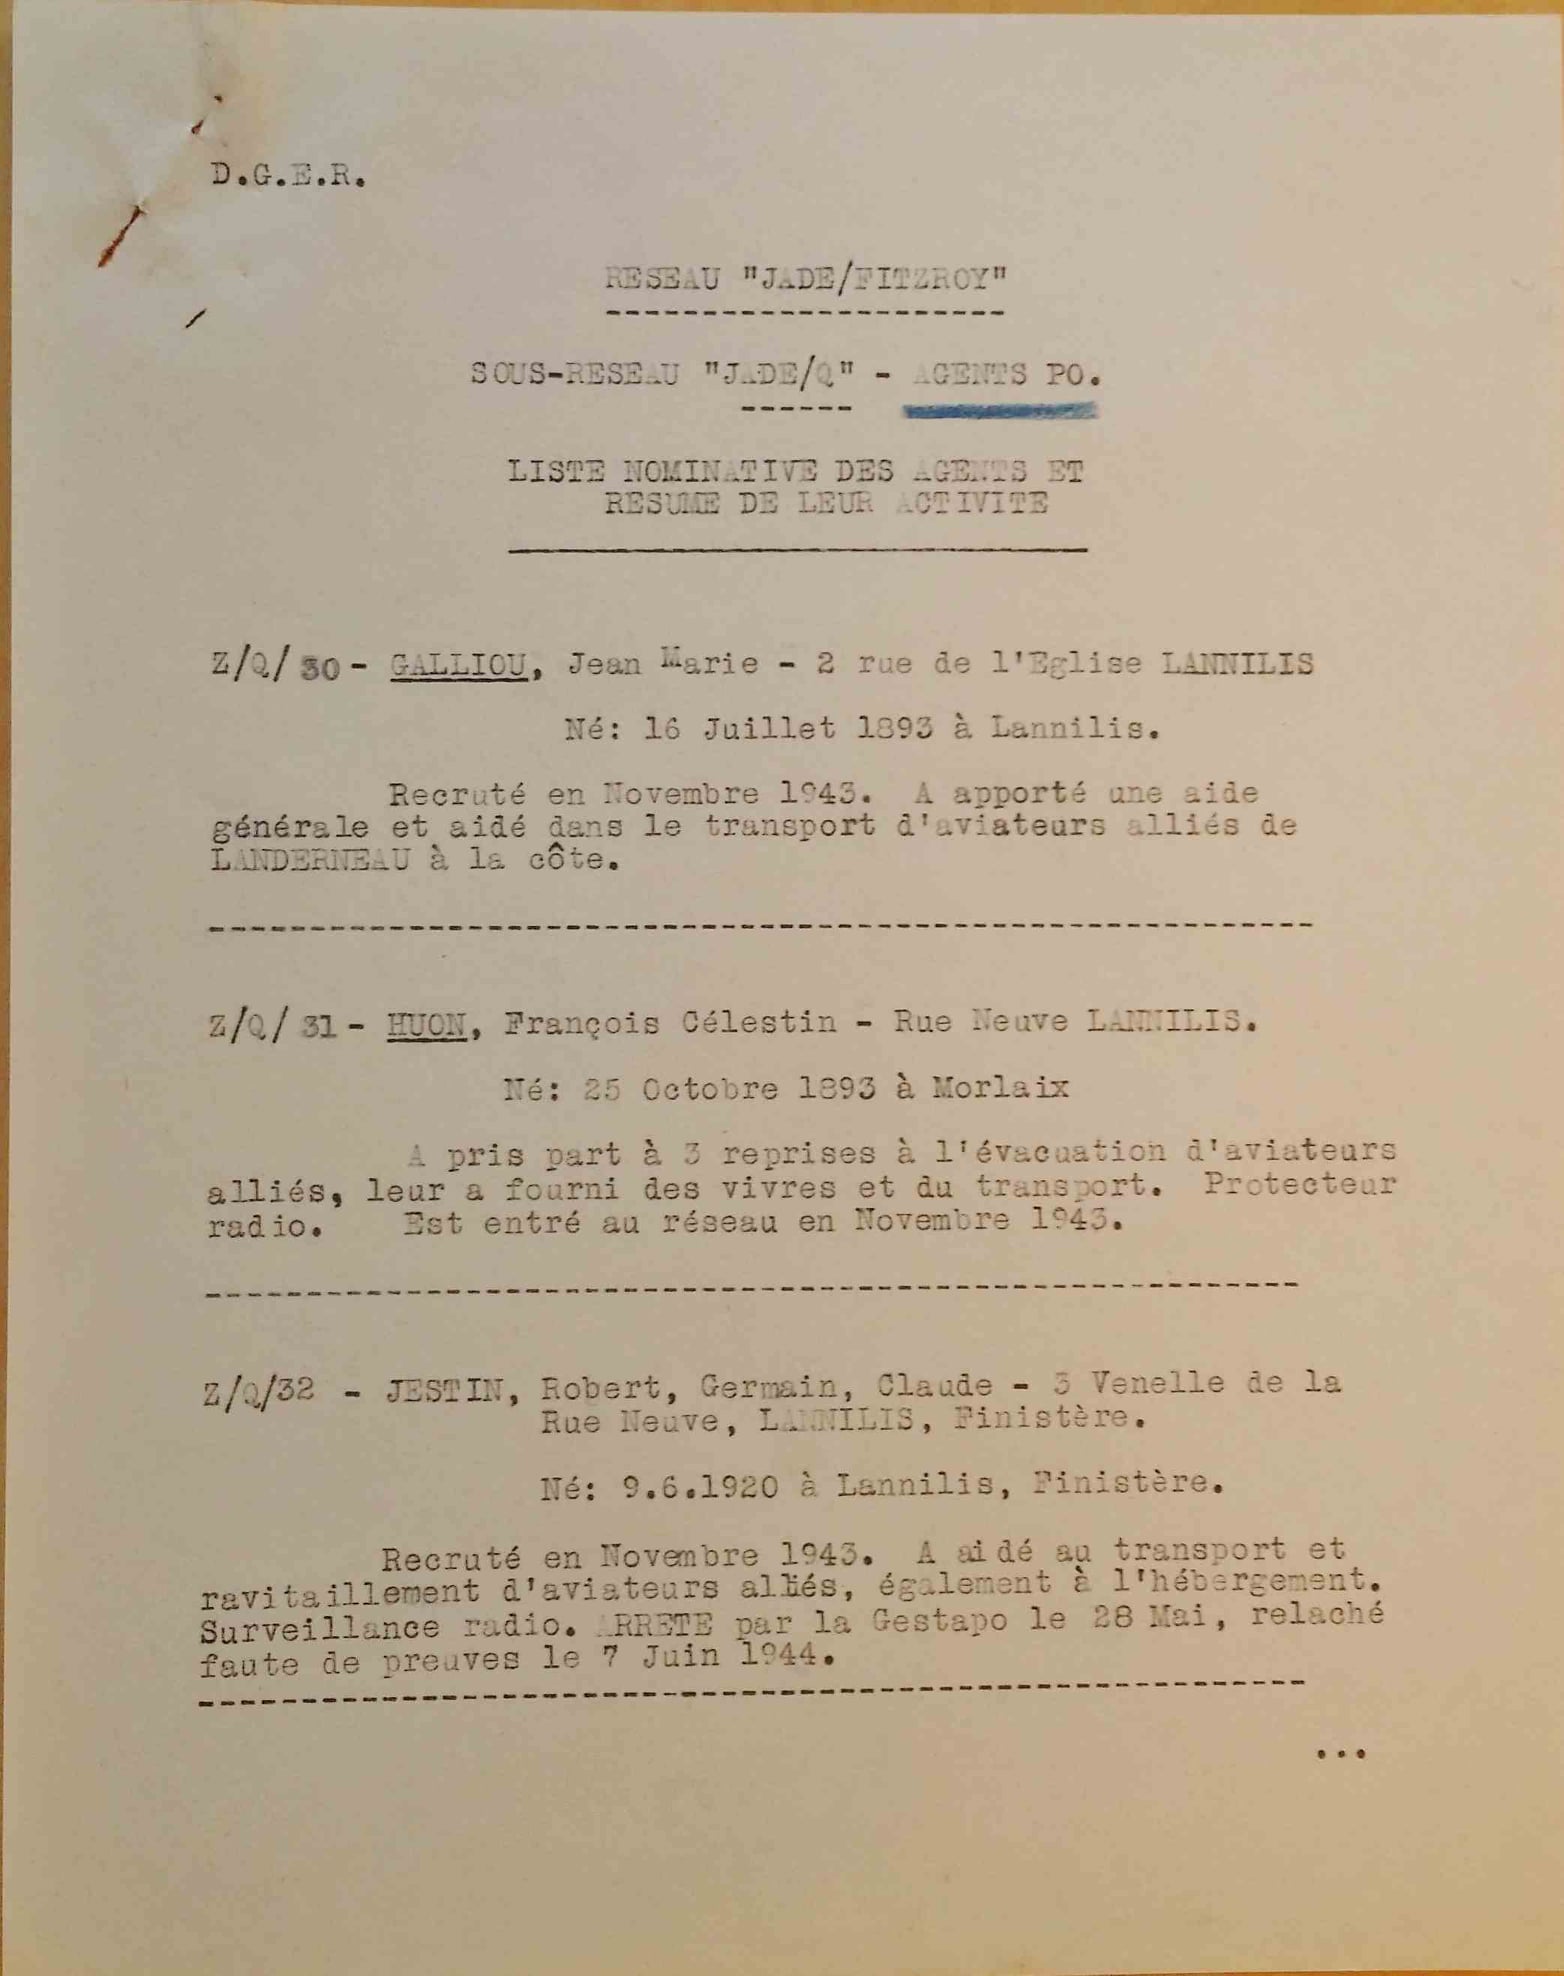 D.G.E.R.
RESEAU "JADE/FITZROY"
SOUS-RESEAU "JADE/Q" - AGENTS PO.
LISTE NOMINATIVE DES AGENTS ET
RESUME DE LEUR ACTIVITE
Z/Q/ 30 - GALLIOU, Jean Marie - 2 rue de l'Eglise LANNILIS
Né: 16 Juillet 1893 à Lannilis.
Recruté en Novembre 1943. A apporté une aide
générale et aidé dans le transport d'aviateurs alliés de
LANDERNEAU à la côte.
Z/Q/ 31 - HUON, François Célestin - Rue Neuve LANNILIS.
Né: 25 Octobre 1893 à Morlaix
A pris part à 3 reprises à l'évacuation d'aviateurs
alliés, leur a fourni des vivres et du transport. Protecteur
radio. Est entré au réseau en Novembre 1943.
Z/Q/32 - JESTIN, Robert, Germain, Claude - 3 Venelle de la
Rue Neuve, LANNILIS, Finistère.
Né: 9.6.1920 à Lannilis, Finistère.
Recruté en Novembre 1943. A aidé au transport et
ravitaillement d'aviateurs alliés, également à l'hébergement.
Surveillance radio. ARRETE par la Gestapo le 28 Mai, relaché
faute de preuves le 7 Juin 1944.
...